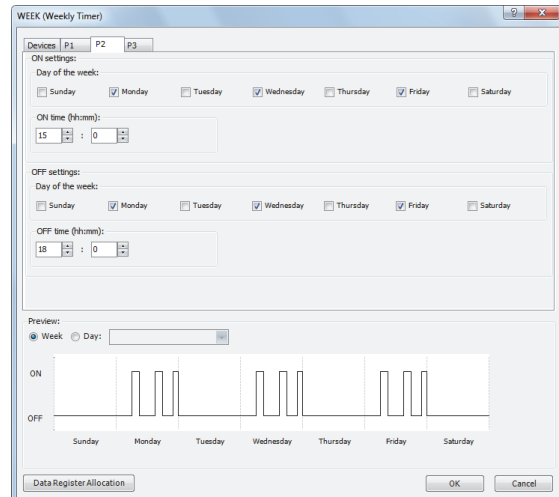 WEEK (Weekly Timer)
Devices P1 P2 P3
ON settings:
Day of the week:
Sunday Monday Tuesday Wednesday Thursday Friday Saturday
ON time (hh:mm):
15 : 0
OFF settings:
Day of the week:
Sunday Monday Tuesday Wednesday Thursday Friday Saturday
OFF time (hh:mm):
18 : 0
Preview:
Week Day:
ON
OFF
Sunday Monday Tuesday Wednesday Thursday Friday Saturday
Data Register Allocation OK Cancel